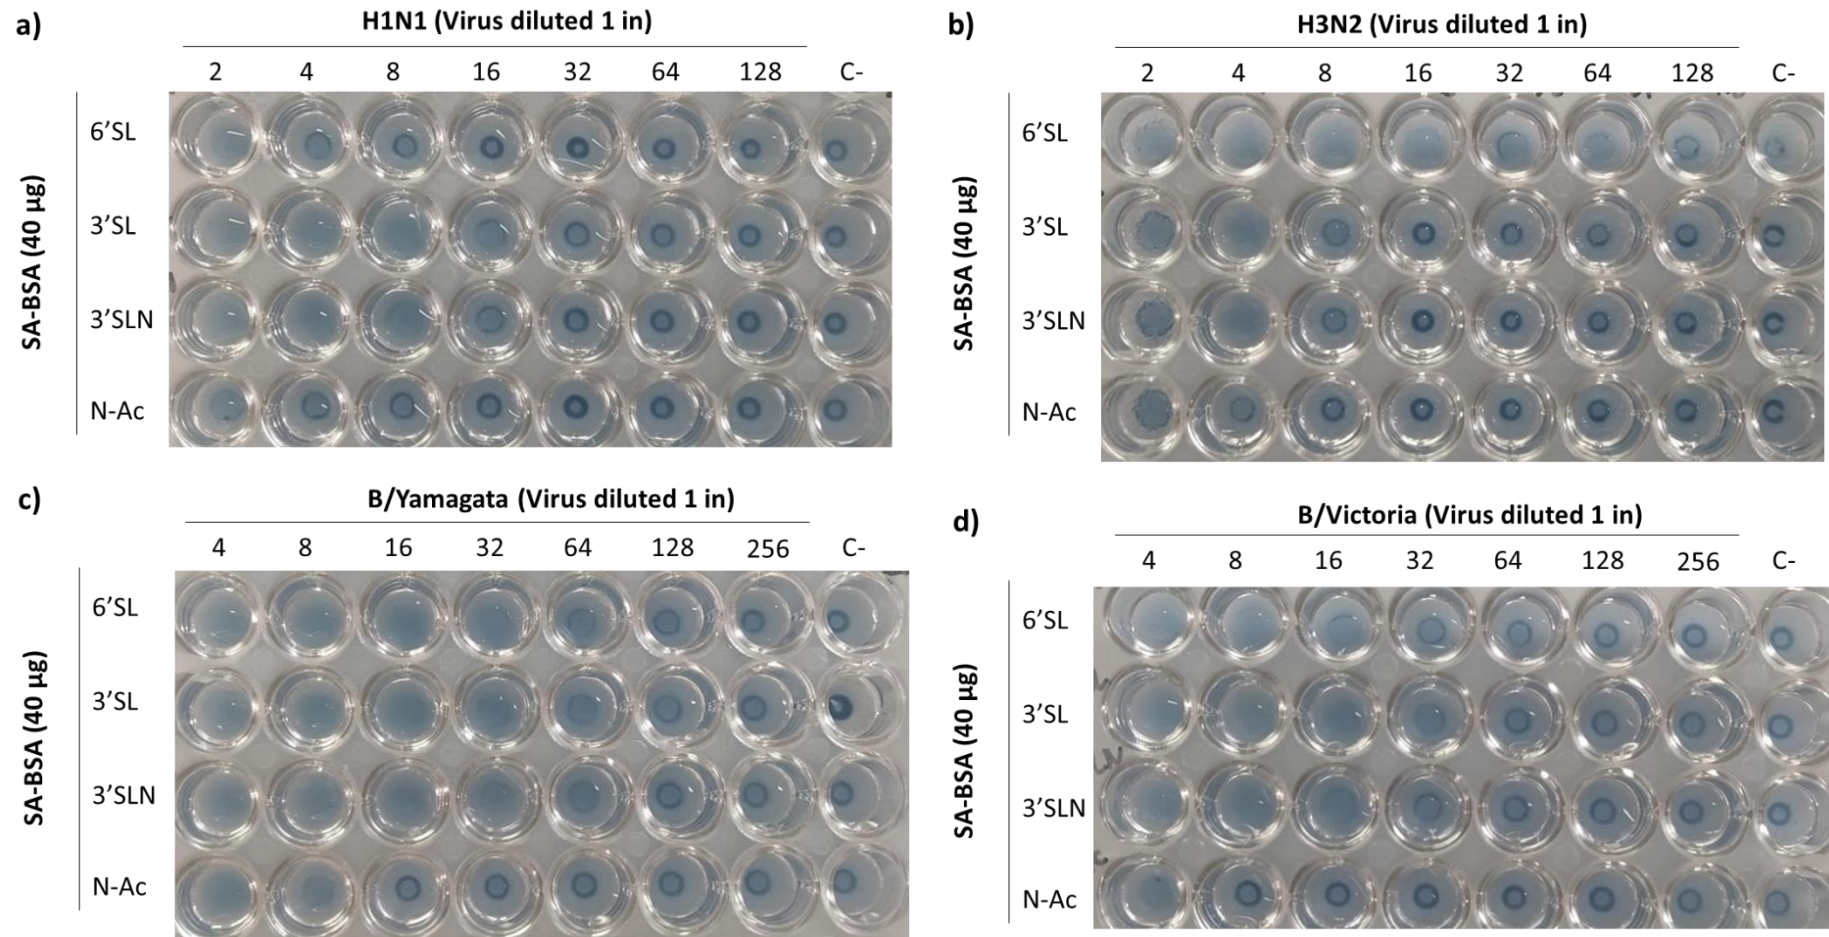 a)
H1N1 (Virus diluted 1 in)
2 4 8 16 32 64 128 C-
SA-BSA (40 µg)
6'SL
3'SL
3'SLN
N-Ac
b)
H3N2 (Virus diluted 1 in)
2 4 8 16 32 64 128 C-
SA-BSA (40 µg)
6'SL
3'SL
3'SLN
N-Ac
c)
B/Yamagata (Virus diluted 1 in)
4 8 16 32 64 128 256 C-
SA-BSA (40 µg)
6'SL
3'SL
3'SLN
N-Ac
d)
B/Victoria (Virus diluted 1 in)
4 8 16 32 64 128 256 C-
SA-BSA (40 µg)
6'SL
3'SL
3'SLN
N-Ac